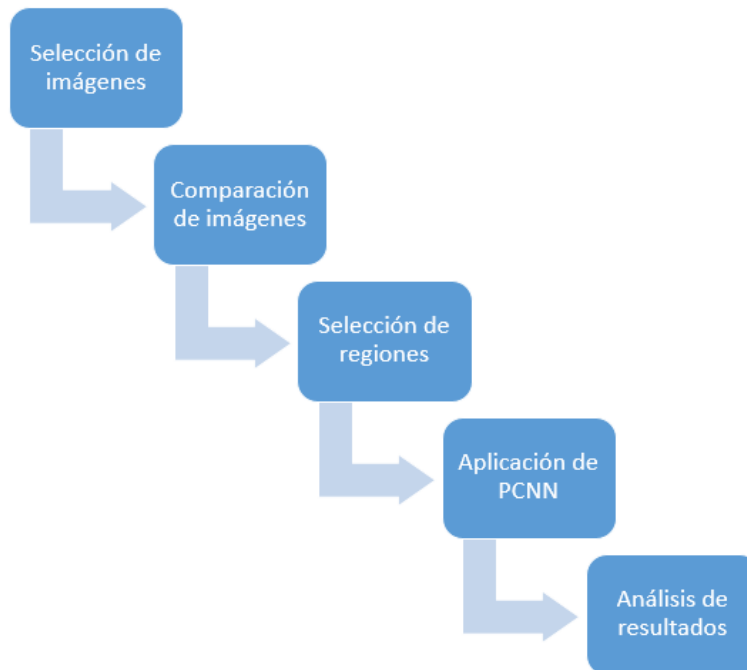 Selección de
imágenes
Comparación
de imágenes
Selección de
regiones
Aplicación de
PCNN
Análisis de
resultados